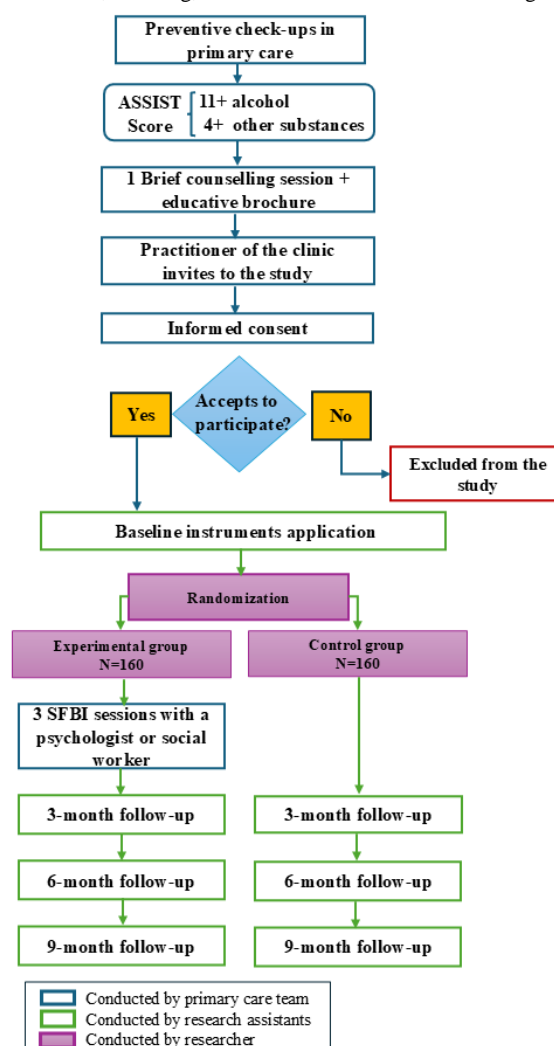 Preventive check-ups in
primary care
ASSIST
Score
11+ alcohol
4+ other substances
1 Brief counselling session +
educative brochure
Practitioner of the clinic
invites to the study
Informed consent
Accepts to
participate?
Yes
No
Excluded from the
study
Baseline instruments application
Randomization
Experimental group
N=160
Control group
N=160
3 SFBI sessions with a
psychologist or social
worker
3-month follow-up
3-month follow-up
6-month follow-up
6-month follow-up
9-month follow-up
9-month follow-up
Conducted by primary care team
Conducted by research assistants
Conducted by researcher